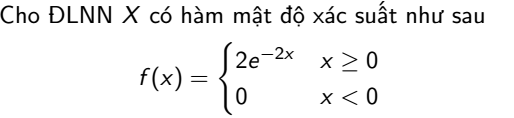 Cho ĐLNN X có hàm mật độ xác suất như sau
f(x) = { 2e^{-2x} x ≥ 0
0 x < 0